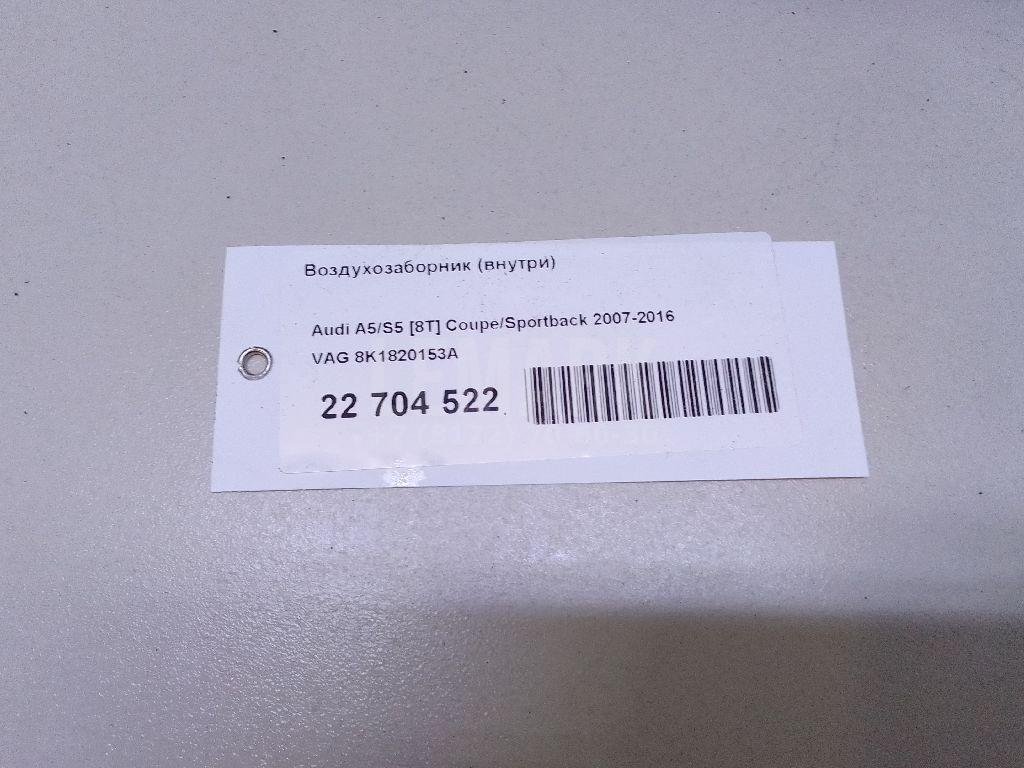 Воздухозаборник (внутри)
Audi A5/S5 [8T] Coupe/Sportback 2007-2016
VAG 8K1820153A
22 704 522